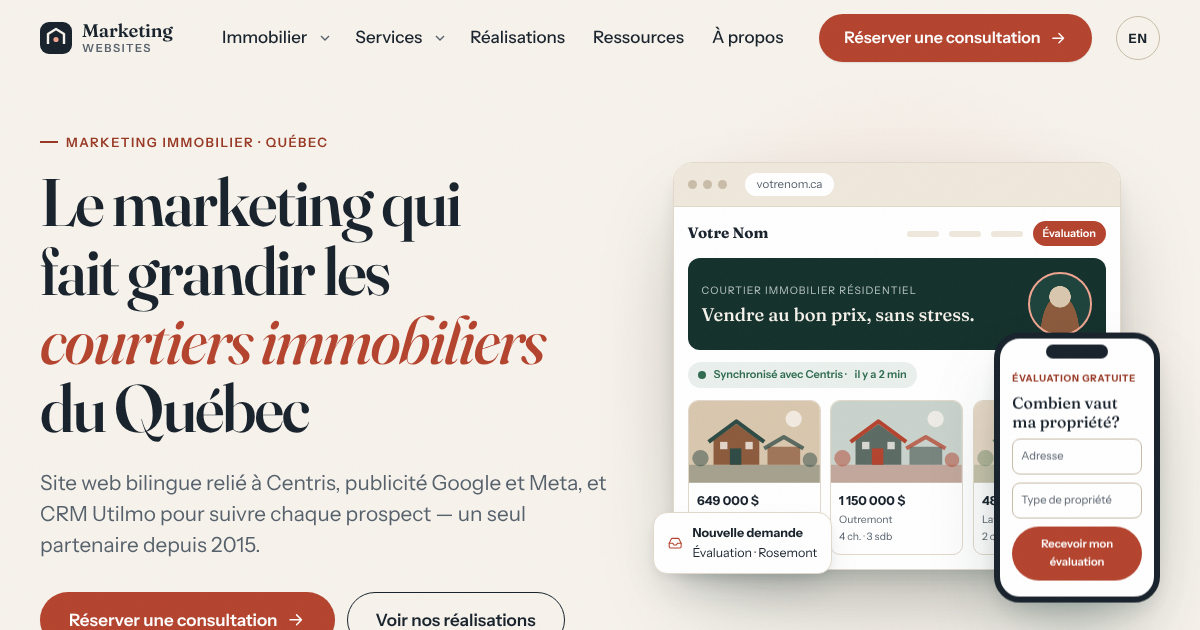 Marketing
WEBSITES
Immobilier
Services
Réalisations
Ressources
À propos
Réserver une consultation →
EN
— MARKETING IMMOBILIER · QUÉBEC
Le marketing qui
fait grandir les
courtiers immobiliers
du Québec
Site web bilingue relié à Centris, publicité Google et Meta, et
CRM Utilmo pour suivre chaque prospect — un seul
partenaire depuis 2015.
Réserver une consultation →
Voir nos réalisations
votrenom.ca
Votre Nom
Évaluation
COURTIER IMMOBILIER RÉSIDENTIEL
Vendre au bon prix, sans stress.
Synchronisé avec Centris · il y a 2 min
649 000 $
1 150 000 $
Outremont
4 ch. · 3 sdb
Nouvelle demande
Évaluation · Rosemont
ÉVALUATION GRATUITE
Combien vaut
ma propriété?
Adresse
Type de propriété
Recevoir mon
évaluation